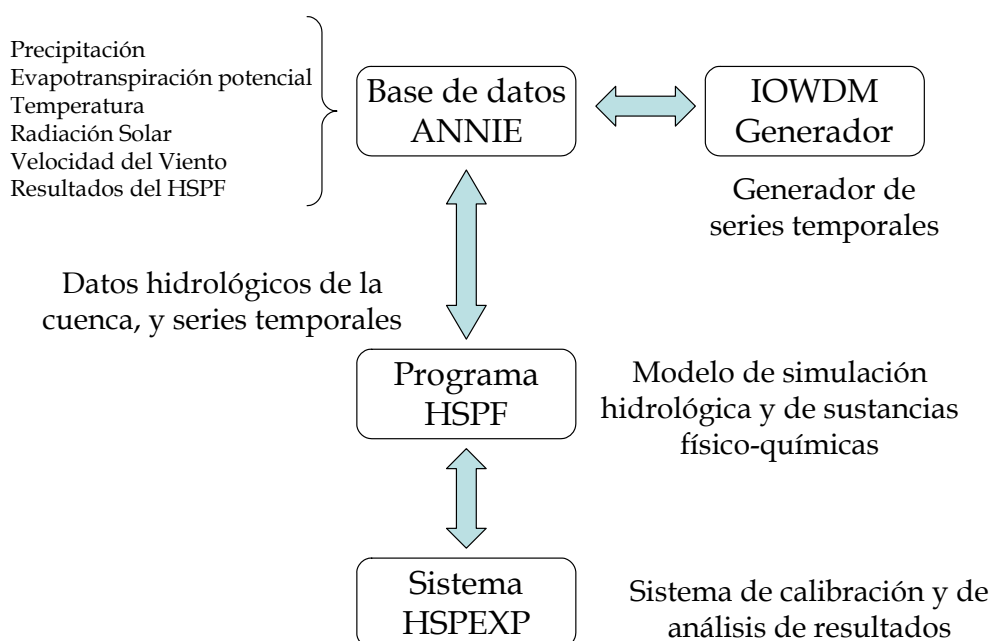 Precipitación
Evapotranspiración potencial
Temperatura
Radiación Solar
Velocidad del Viento
Resultados del HSPF
Base de datos
ANNIE
IOWDM
Generador
Generador de
series temporales
Datos hidrológicos de la
cuenca, y series temporales
Programa
HSPF
Modelo de simulación
hidrológica y de sustancias
físico-químicas
Sistema
HSPEXP
Sistema de calibración y de
análisis de resultados